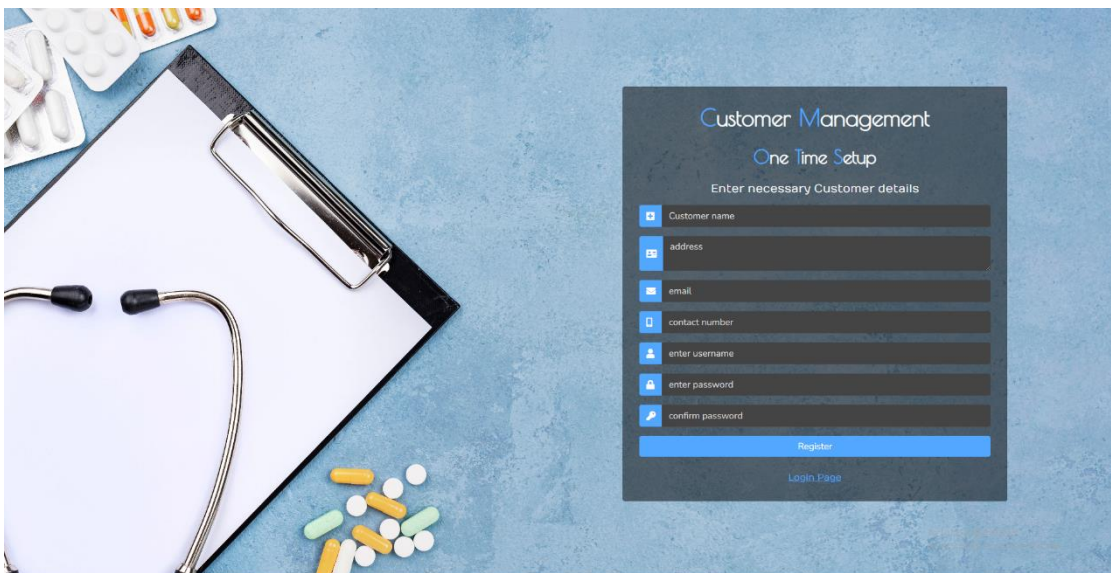 Customer Management
One Time Setup
Enter necessary Customer details
Customer name
address
email
contact number
enter username
enter password
confirm password
Register
Login Page